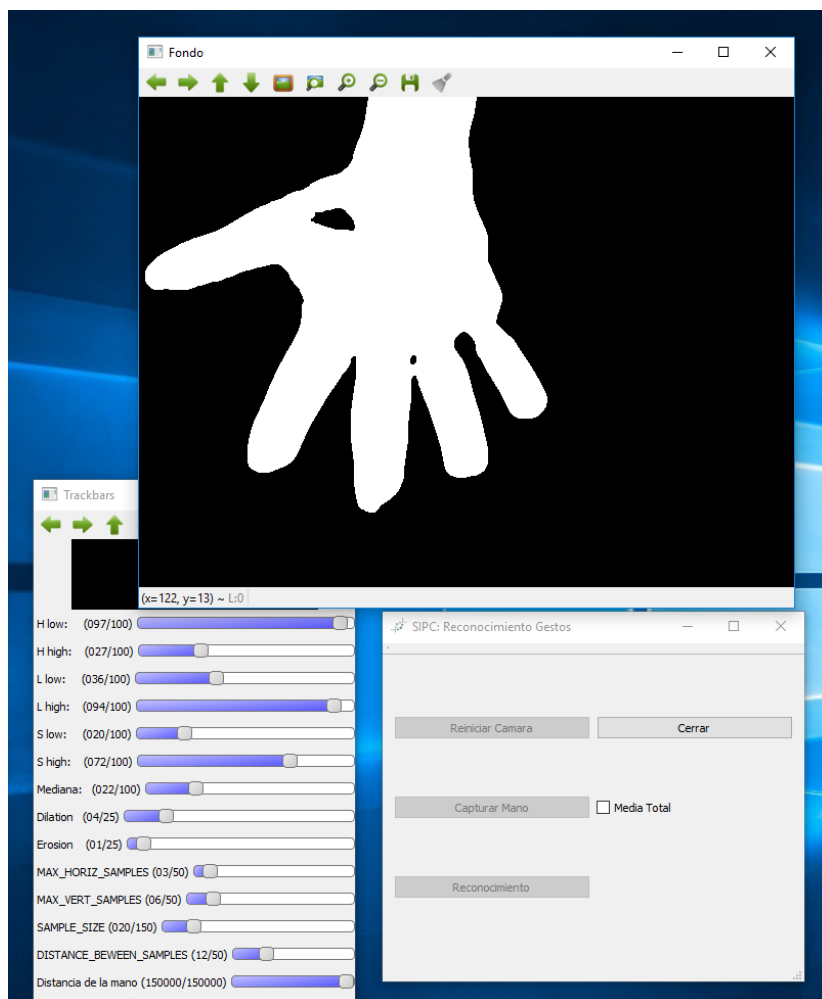 Fondo
(x=122, y=13) ~ L:0
Trackbars
H low: (097/100)
H high: (027/100)
L low: (036/100)
L high: (094/100)
S low: (020/100)
S high: (072/100)
Mediana: (022/100)
Dilation (04/25)
Erosion (01/25)
MAX_HORIZ_SAMPLES (03/50)
MAX_VERT_SAMPLES (06/50)
SAMPLE_SIZE (020/150)
DISTANCE_BEWEEN_SAMPLES (12/50)
Distancia de la mano (150000/150000)
SIPC: Reconocimiento Gestos
Reiniciar Camara Cerrar
Capturar Mano Media Total
Reconocimiento